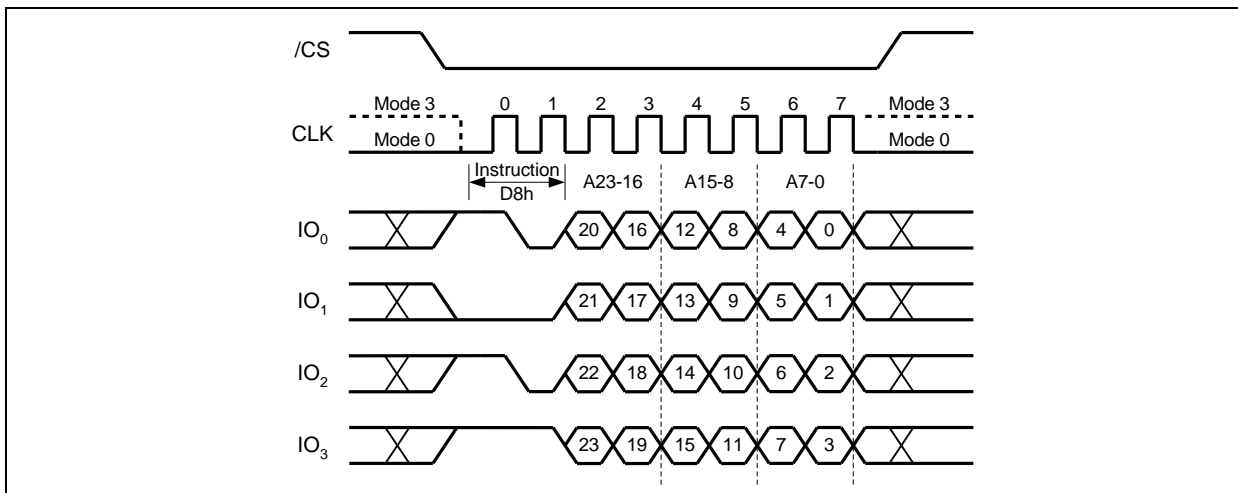 /CS
Mode 3 0 1 2 3 4 5 6 7 Mode 3
CLK
Mode 0 Mode 0
Instruction A23-16 A15-8 A7-0
D8h
IO0 20 16 12 8 4 0
IO1 21 17 13 9 5 1
IO2 22 18 14 10 6 2
IO3 23 19 15 11 7 3